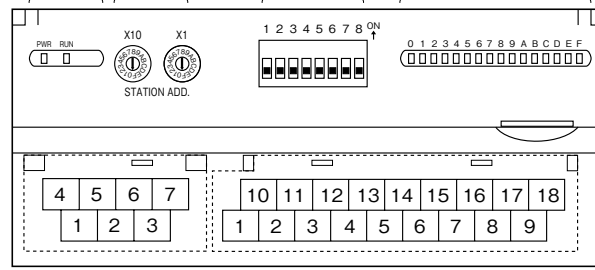 1 2 3 4 5 6 7 8 ON
X10 X1
PWR RUN
0 1 2 3 4 5 6 7 8 9 A B C D E F
STATION ADD.
4 5 6 7
10 11 12 13 14 15 16 17 18
1 2 3
1 2 3 4 5 6 7 8 9